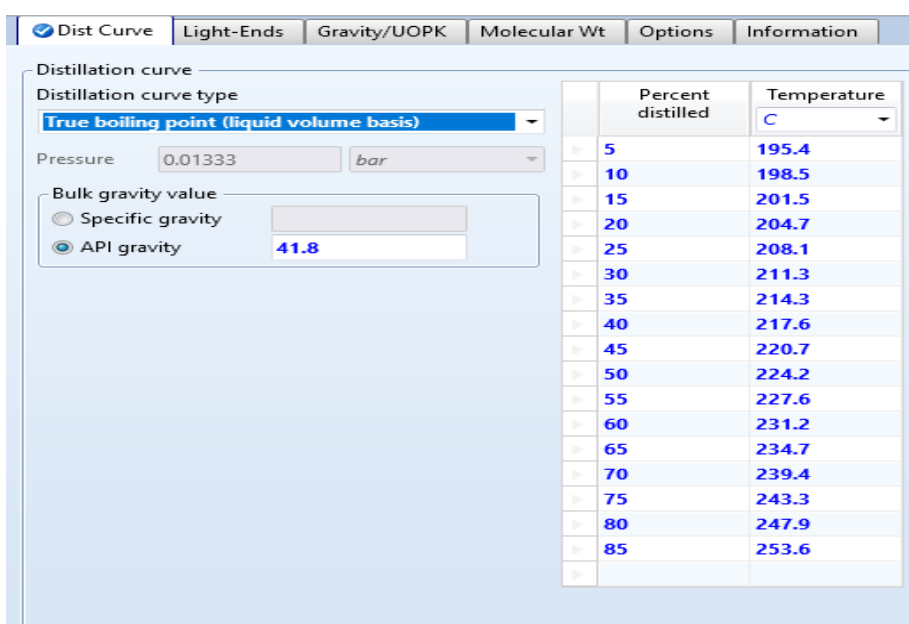 Dist Curve Light-Ends Gravity/UOPK Molecular Wt Options Information
Distillation curve
Distillation curve type
True boiling point (liquid volume basis)
Pressure 0.01333 bar
Bulk gravity value
Specific gravity
API gravity 41.8
Percent distilled Temperature
C
5 195.4
10 198.5
15 201.5
20 204.7
25 208.1
30 211.3
35 214.3
40 217.6
45 220.7
50 224.2
55 227.6
60 231.2
65 234.7
70 239.4
75 243.3
80 247.9
85 253.6